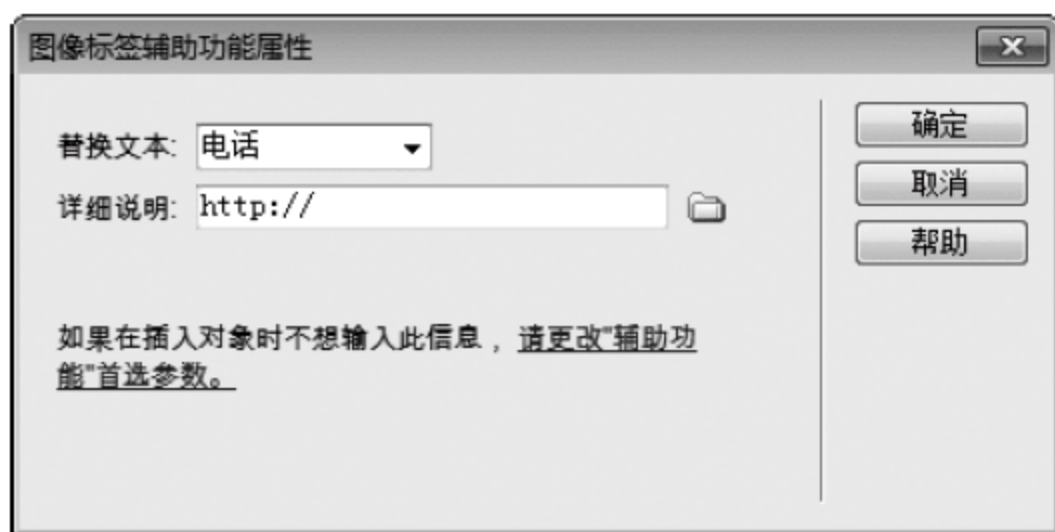 图像标签辅助功能属性
替换文本: 电话
详细说明: http://
确定
取消
帮助
如果在插入对象时不想输入此信息，请更改"辅助功
能"首选参数。